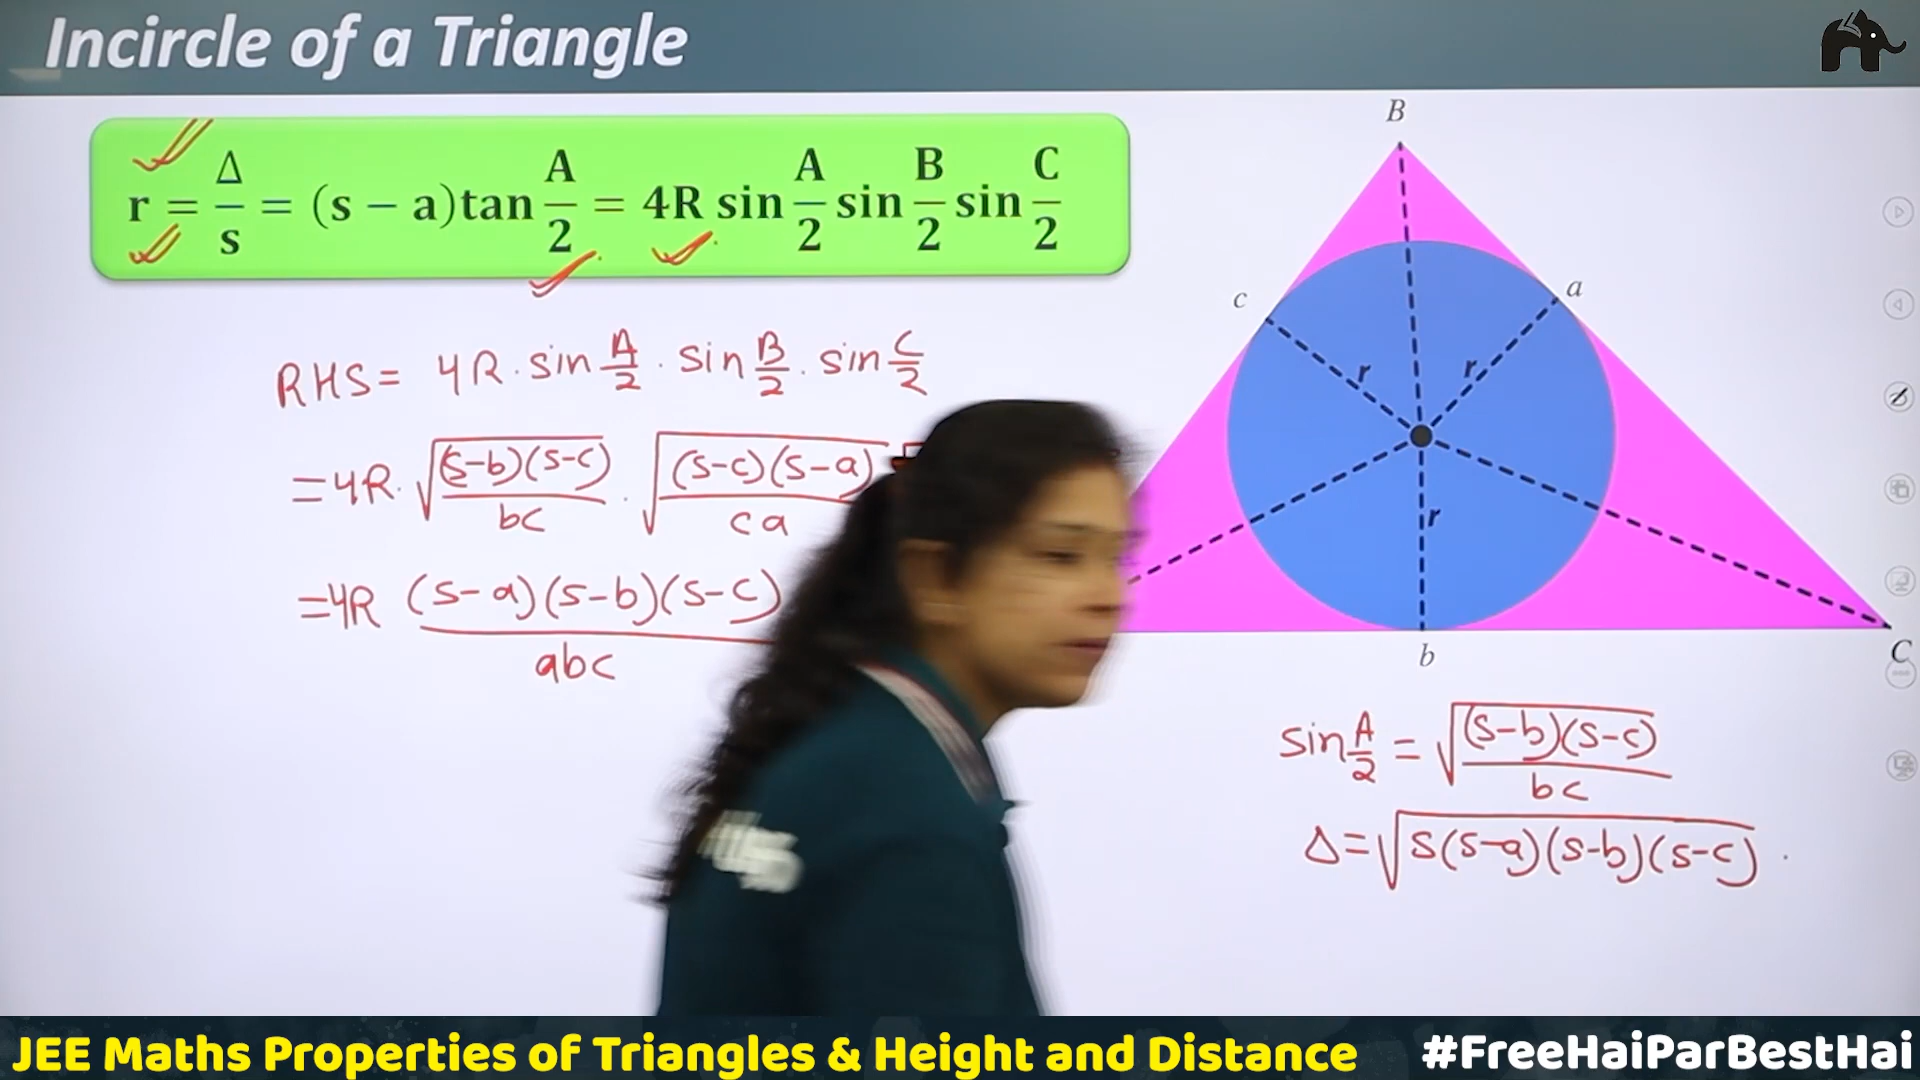 Incircle of a Triangle
r = Δ/s = (s − a)tan A/2 = 4R sin A/2 sin B/2 sin C/2
RHS = 4R · sin A/2 · sin B/2 · sin C/2
= 4R · √((s-b)(s-c)/bc) · √((s-c)(s-a)/ca)
= 4R (s-a)(s-b)(s-c)/abc
B
c
a
r
r
r
b
C
sin A/2 = √((s-b)(s-c)/bc)
Δ = √(s(s-a)(s-b)(s-c))
JEE Maths Properties of Triangles & Height and Distance
#FreeHaiParBestHai